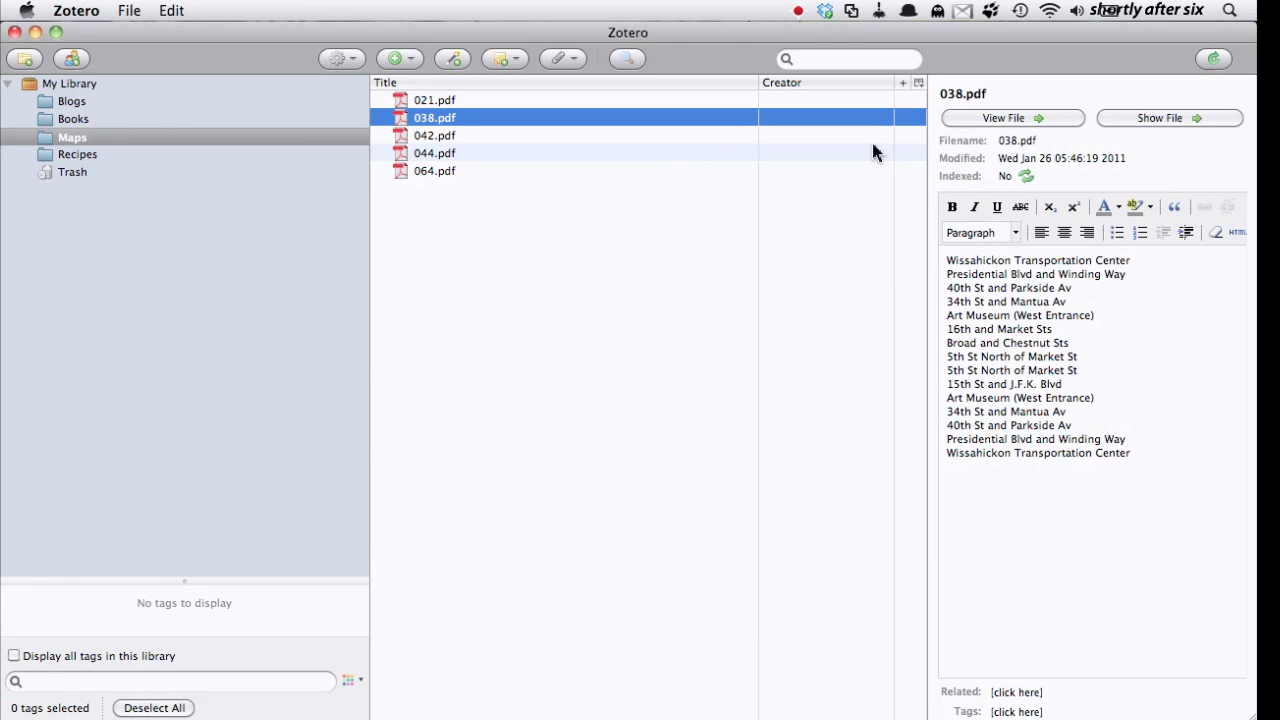 Zotero File Edit shortly after six
Zotero
Title Creator
My Library
Blogs
Books
Maps
Recipes
Trash
021.pdf
038.pdf
042.pdf
044.pdf
064.pdf
038.pdf
View File Show File
Filename: 038.pdf
Modified: Wed Jan 26 05:46:19 2011
Indexed: No
B I U ABC X₂ X² A ab
Paragraph HTML
Wissahickon Transportation Center
Presidential Blvd and Winding Way
40th St and Parkside Av
34th St and Mantua Av
Art Museum (West Entrance)
16th and Market Sts
Broad and Chestnut Sts
5th St North of Market St
5th St North of Market St
15th St and J.F.K. Blvd
Art Museum (West Entrance)
34th St and Mantua Av
40th St and Parkside Av
Presidential Blvd and Winding Way
Wissahickon Transportation Center
Related: [click here]
Tags: [click here]
No tags to display
Display all tags in this library
0 tags selected Deselect All